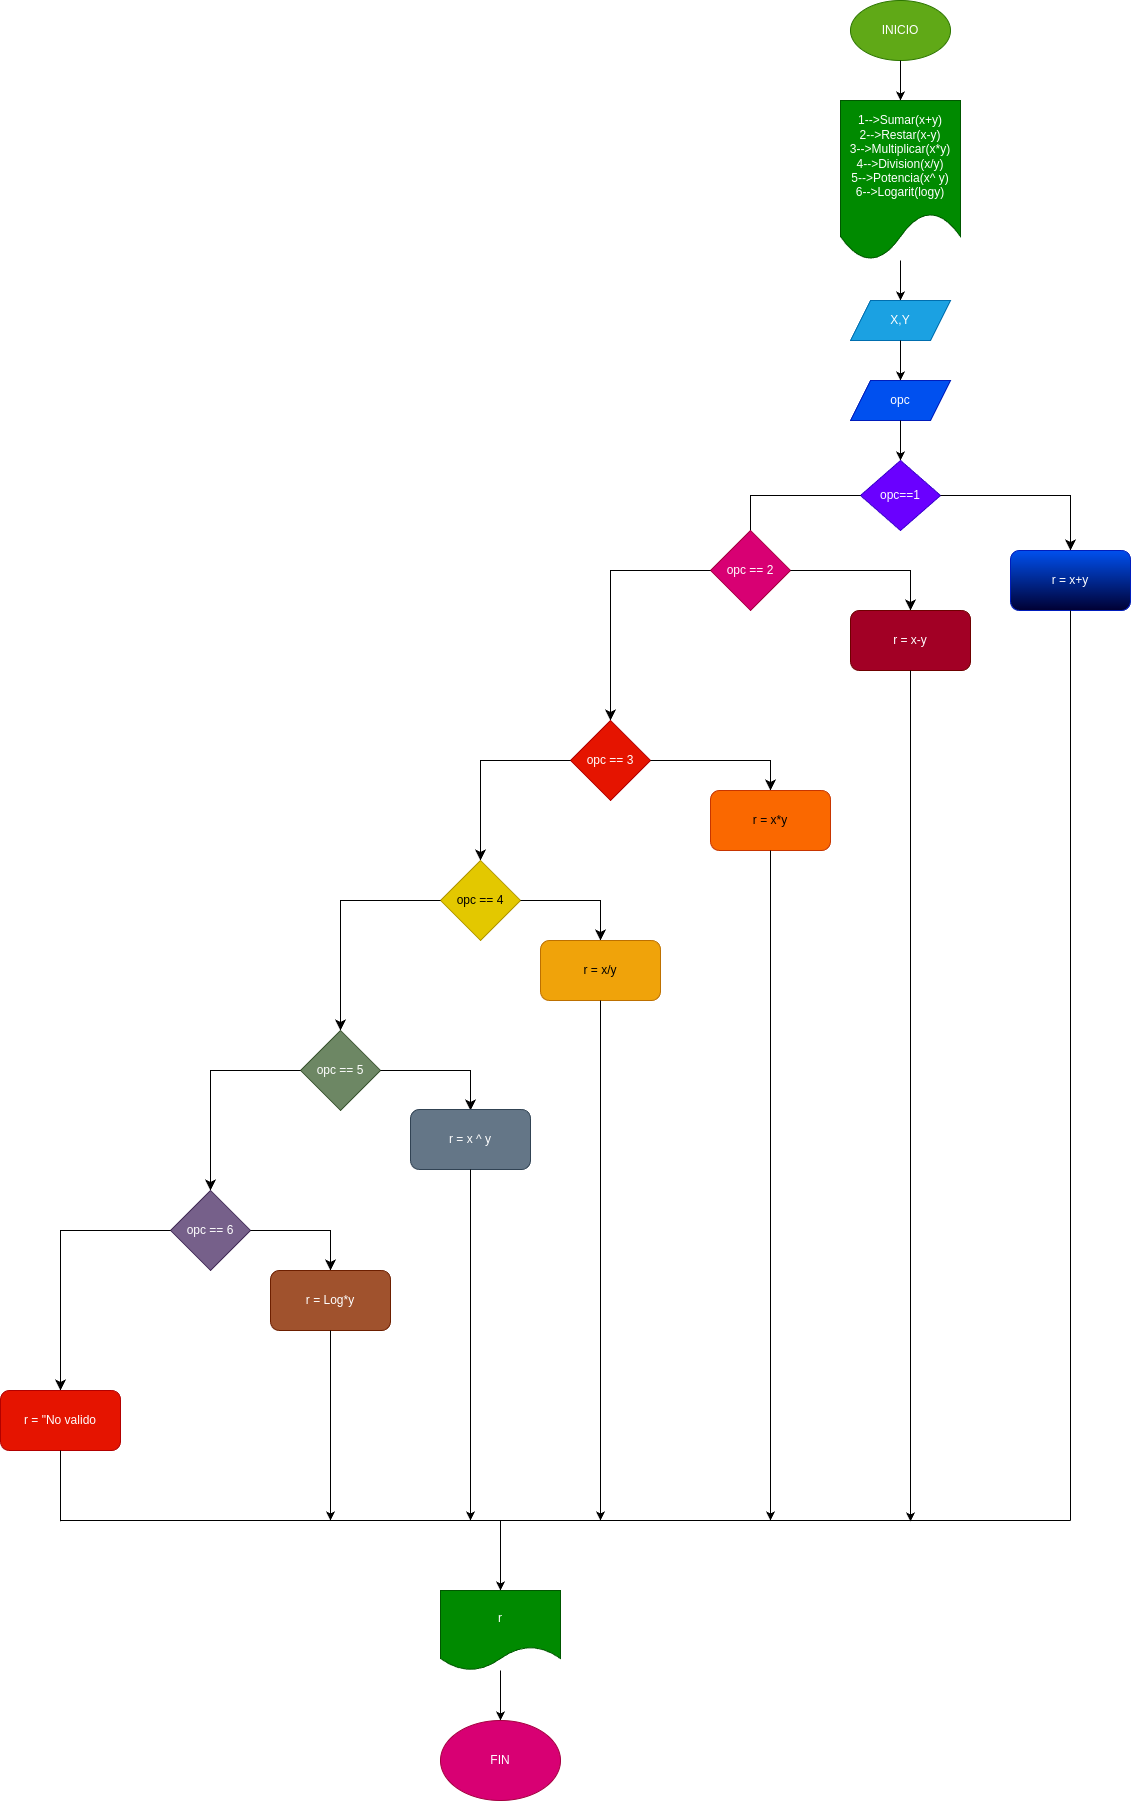 INICIO
1-->Sumar(x+y)
2-->Restar(x-y)
3-->Multiplicar(x*y)
4-->Division(x/y)
5-->Potencia(x^ y)
6-->Logarit(logy)
X,Y
opc
opc==1
opc == 2
r = x+y
r = x-y
opc == 3
r = x*y
opc == 4
r = x/y
opc == 5
r = x ^ y
opc == 6
r = Log*y
r = "No valido
r
FIN